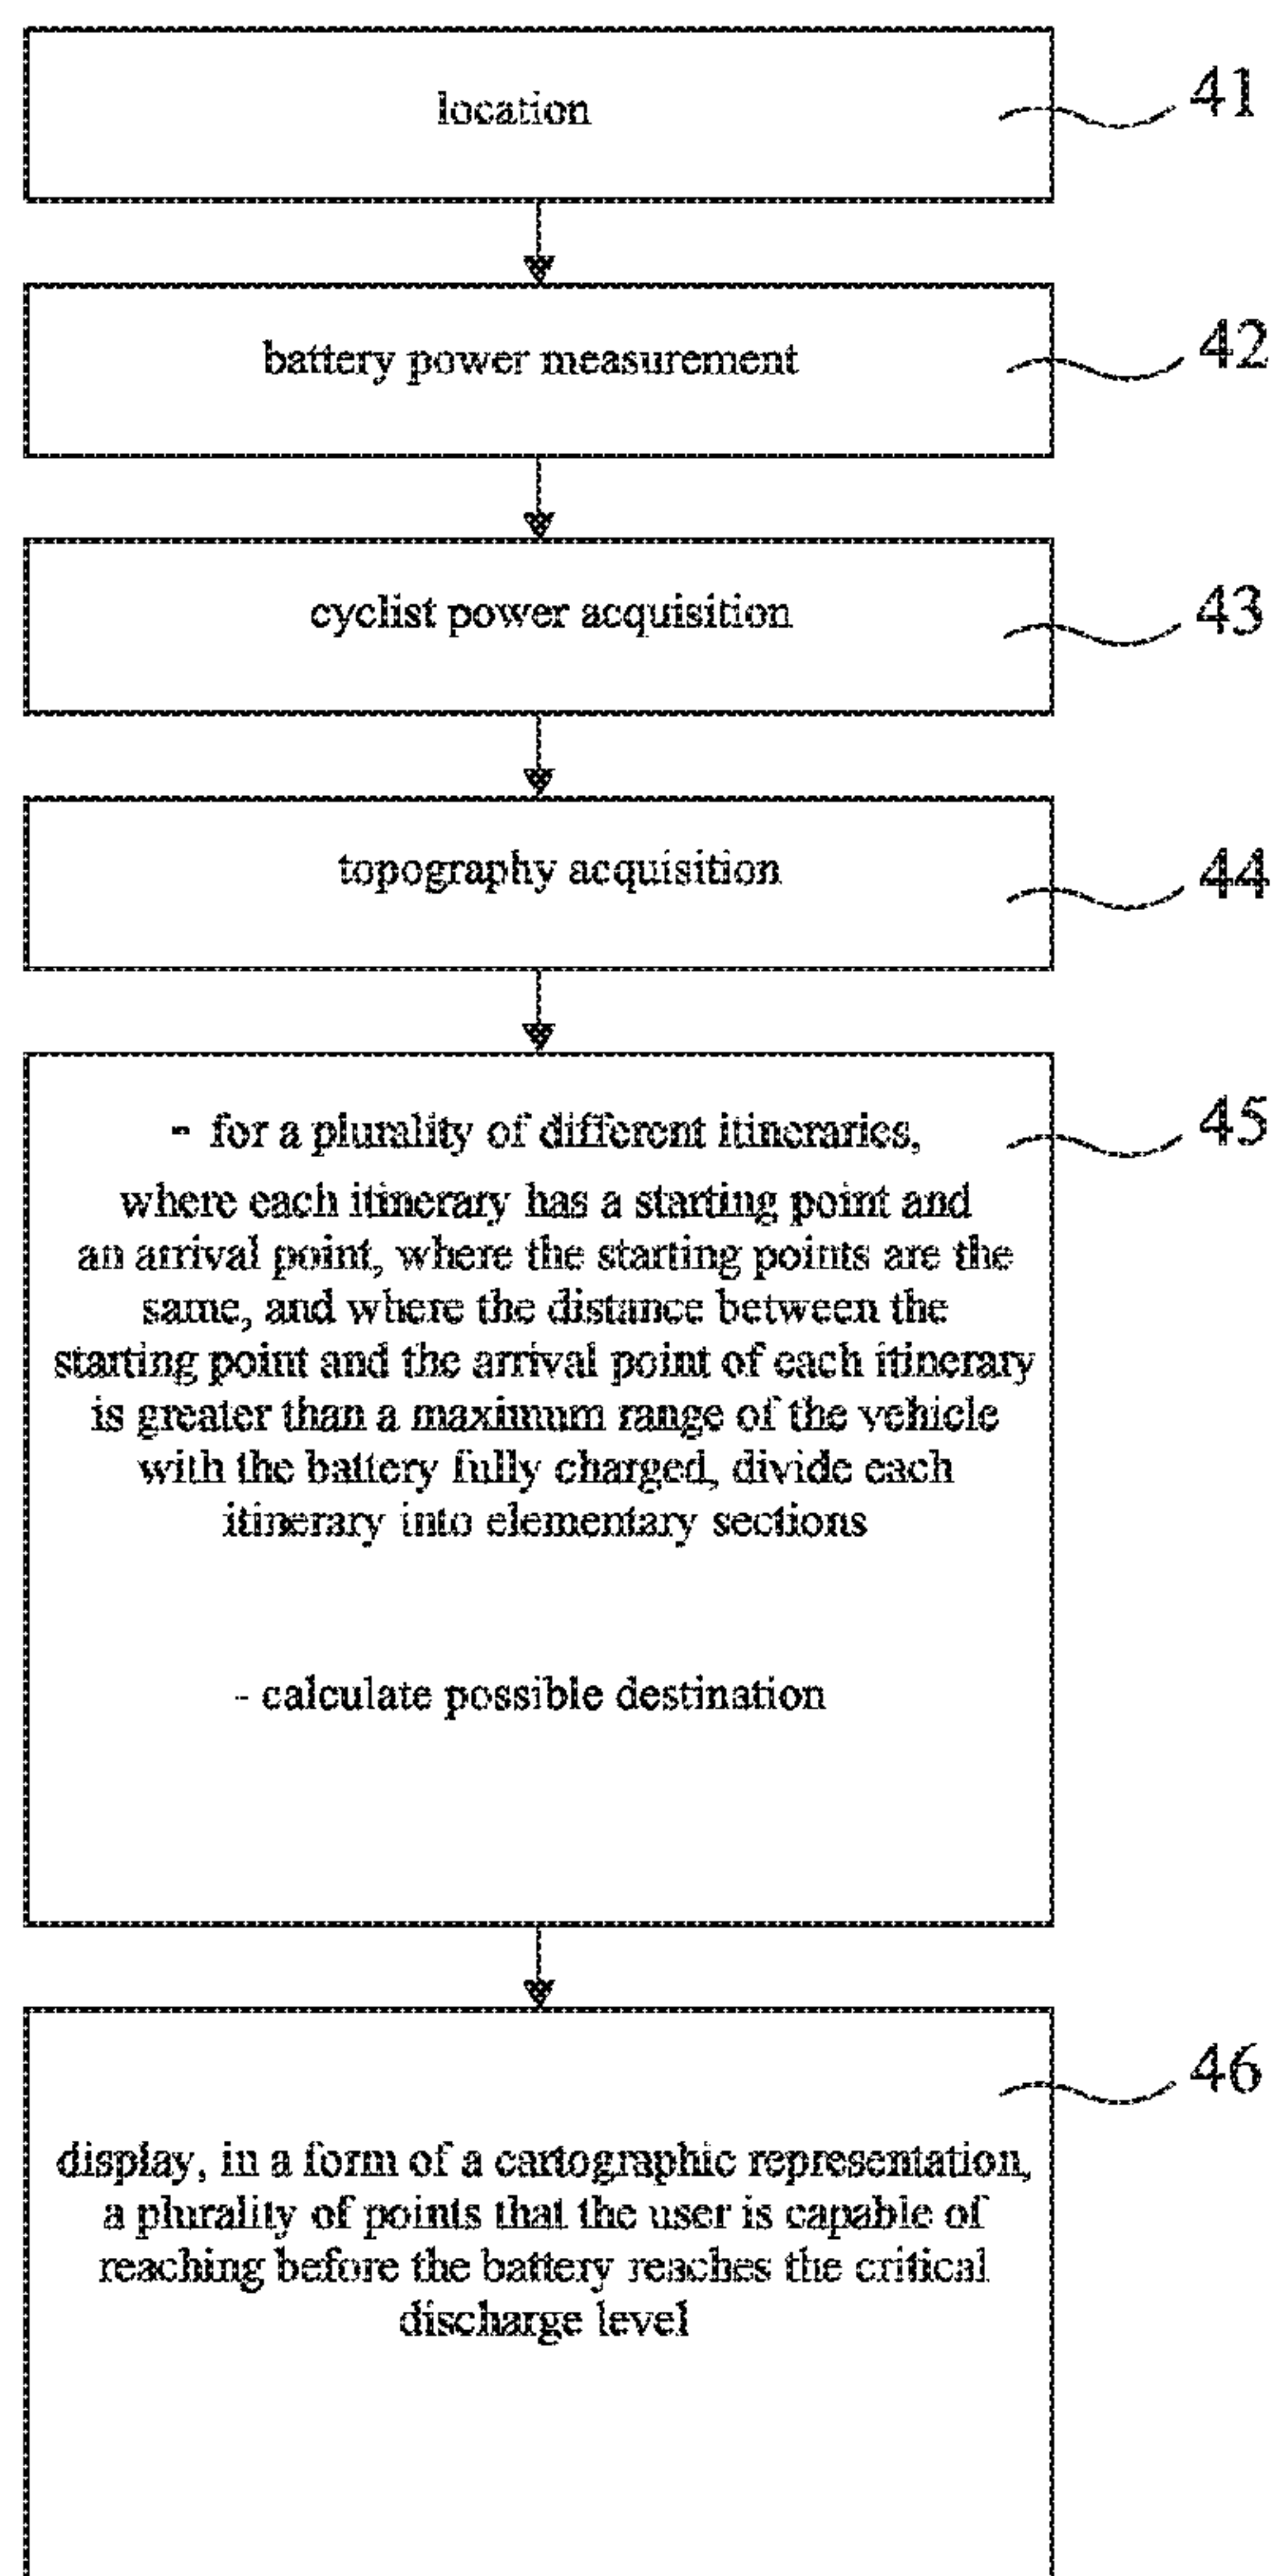 location
41
battery power measurement
42
cyclist power acquisition
43
topography acquisition
44
- for a plurality of different itineraries,
45
where each itinerary has a starting point and
an arrival point, where the starting points are the
same, and where the distance between the
starting point and the arrival point of each itinerary
is greater than a maximum range of the vehicle
with the battery fully charged, divide each
itinerary into elementary sections
- calculate possible destination
46
display, in a form of a cartographic representation,
a plurality of points that the user is capable of
reaching before the battery reaches the critical
discharge level